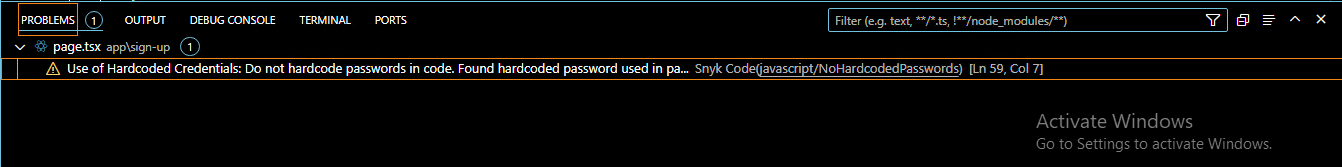 PROBLEMS 1 OUTPUT DEBUG CONSOLE TERMINAL PORTS Filter (e.g. text, **/*.ts, !**/node_modules/**)
page.tsx app\sign-up 1
Use of Hardcoded Credentials: Do not hardcode passwords in code. Found hardcoded password used in pa... Snyk Code(javascript/NoHardcodedPasswords) [Ln 59, Col 7]
Activate Windows
Go to Settings to activate Windows.